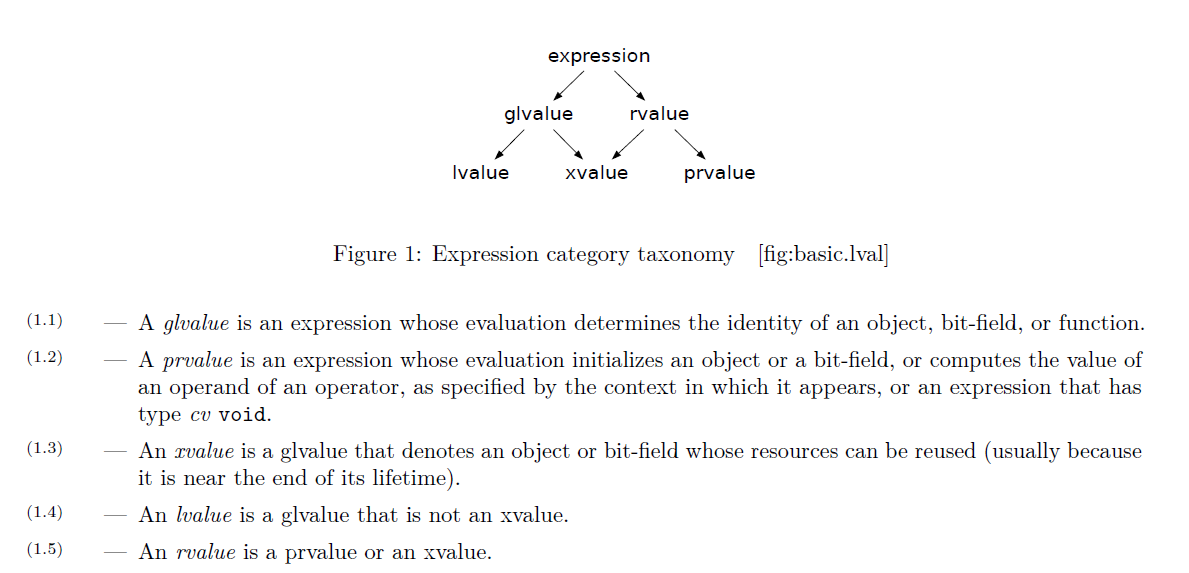 expression
glvalue rvalue
lvalue xvalue prvalue
Figure 1: Expression category taxonomy [fig:basic.lval]
(1.1) — A glvalue is an expression whose evaluation determines the identity of an object, bit-field, or function.
(1.2) — A prvalue is an expression whose evaluation initializes an object or a bit-field, or computes the value of
an operand of an operator, as specified by the context in which it appears, or an expression that has
type cv void.
(1.3) — An xvalue is a glvalue that denotes an object or bit-field whose resources can be reused (usually because
it is near the end of its lifetime).
(1.4) — An lvalue is a glvalue that is not an xvalue.
(1.5) — An rvalue is a prvalue or an xvalue.